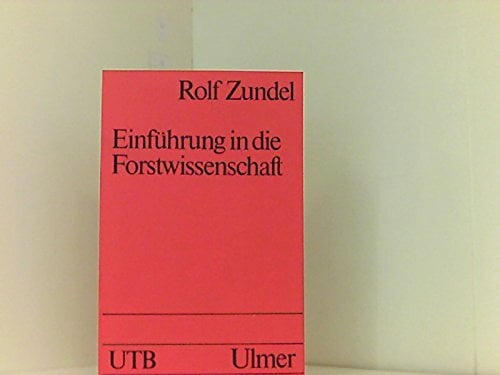 Rolf Zundel
Einführung in die
Forstwissenschaft
UTB Ulmer